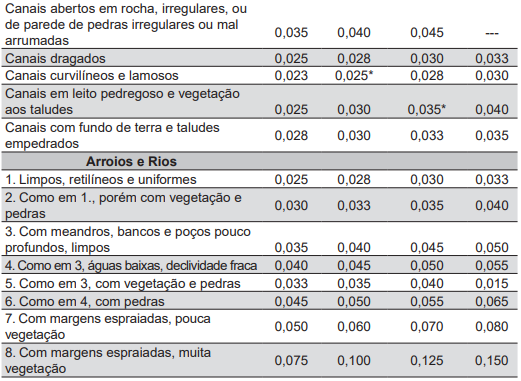 Canais abertos em rocha, irregulares, ou
de parede de pedras irregulares ou mal
arrumadas 0,035 0,040 0,045 ---
Canais dragados 0,025 0,028 0,030 0,033
Canais curvilíneos e lamosos 0,023 0,025* 0,028 0,030
Canais em leito pedregoso e vegetação
aos taludes 0,025 0,030 0,035* 0,040
Canais com fundo de terra e taludes
empedrados 0,028 0,030 0,033 0,035
Arroios e Rios
1. Limpos, retilíneos e uniformes 0,025 0,028 0,030 0,033
2. Como em 1., porém com vegetação e
pedras 0,030 0,033 0,035 0,040
3. Com meandros, bancos e poços pouco
profundos, limpos 0,035 0,040 0,045 0,050
4. Como em 3, águas baixas, declividade fraca 0,040 0,045 0,050 0,055
5. Como em 3, com vegetação e pedras 0,033 0,035 0,040 0,015
6. Como em 4, com pedras 0,045 0,050 0,055 0,065
7. Com margens espraiadas, pouca
vegetação 0,050 0,060 0,070 0,080
8. Com margens espraiadas, muita
vegetação 0,075 0,100 0,125 0,150